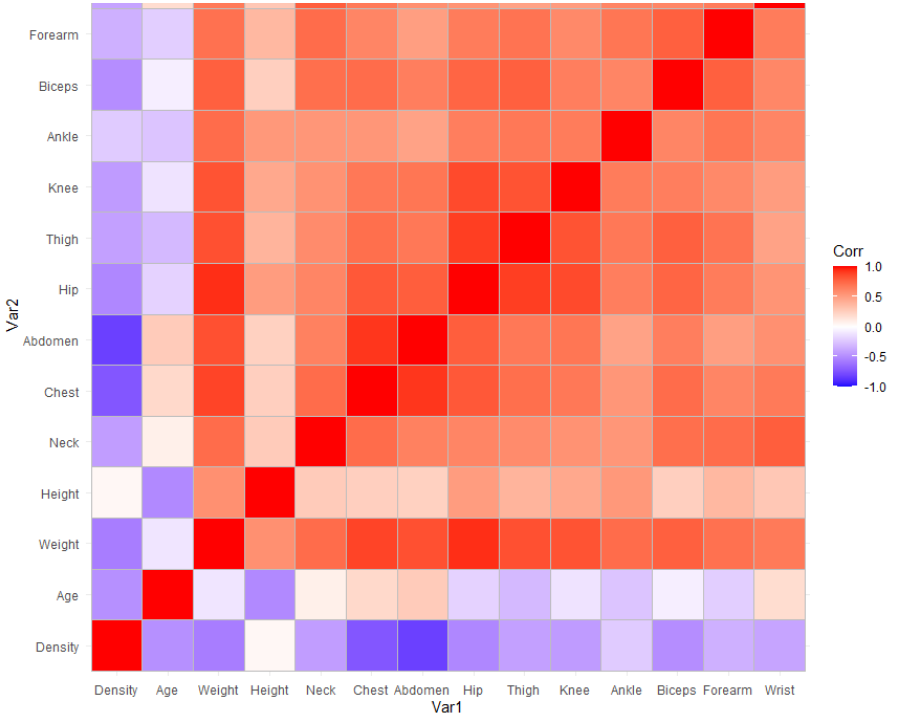 Forearm
Biceps
Ankle
Knee
Thigh
Hip
Abdomen
Chest
Neck
Height
Weight
Age
Density
Var2
Density Age Weight Height Neck Chest Abdomen Hip Thigh Knee Ankle Biceps Forearm Wrist
Var1
Corr
1.0
0.5
0.0
-0.5
-1.0